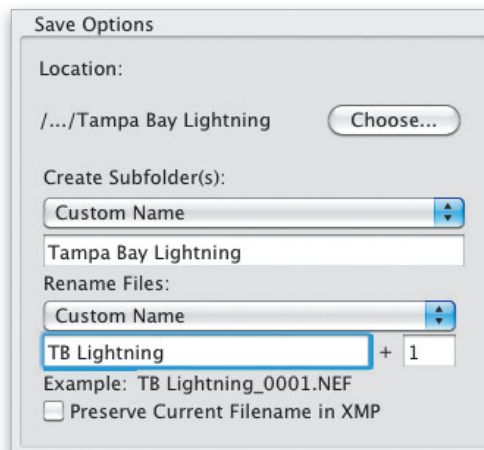 Save Options
Location:
/.../Tampa Bay Lightning Choose...
Create Subfolder(s):
Custom Name
Tampa Bay Lightning
Rename Files:
Custom Name
TB Lightning + 1
Example: TB Lightning_0001.NEF
Preserve Current Filename in XMP